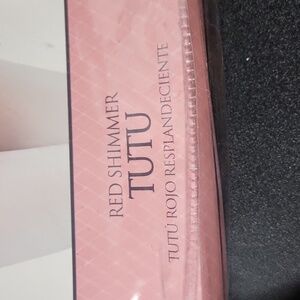 RED SHIMMER
TUTU
TUTÚ ROJO RESPLANDECIENTE